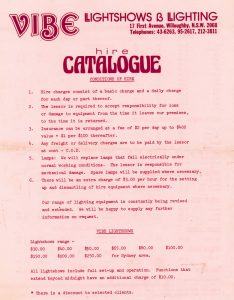 VIBE LIGHTSHOWS & LIGHTING
17 First Avenue, Willoughby, N.S.W. 2068
Telephones: 43-6263, 95-2617, 212-3811
hire
CATALOGUE
CONDITIONS OF HIRE
1. Hire charges consist of a basic change and a daily charge
for each day or part thereof.
2. The lessor is required to accept responsibility for loss
or damage to equipment from the time it leaves our premises,
to the time it is returned.
3. Insurance can be arranged at a fee of $2 per day up to $400
value + $1 per $100 thereafter.
4. Any freight or delivery charges are to be paid by the lessor
at cost - C.O.D.
5. Lamps: We will replace lamps that fail electrically under
normal working conditions. The lessor is responsible for
mechanical damage. Spare lamps will be supplied where necessary.
6. There will be an extra charge of $5.00 per hour for the setting
up and dismantling of hire equipment where necessary.
Our range of lighting equipment is constantly being revised
and extended. We will be happy to supply any further
information on request.
VIBE LIGHTSHOWS
Lightshows range -
$30.00 $40.00 $50.00 $65.00 $80.00 $100.00
$150.00 $200.00 $250.00 for Sydney area.
All lightshows include full set-up and operation. Functions that
extend beyond midnight have an additional charge of $10.00.
* There is a discount to selected clients.